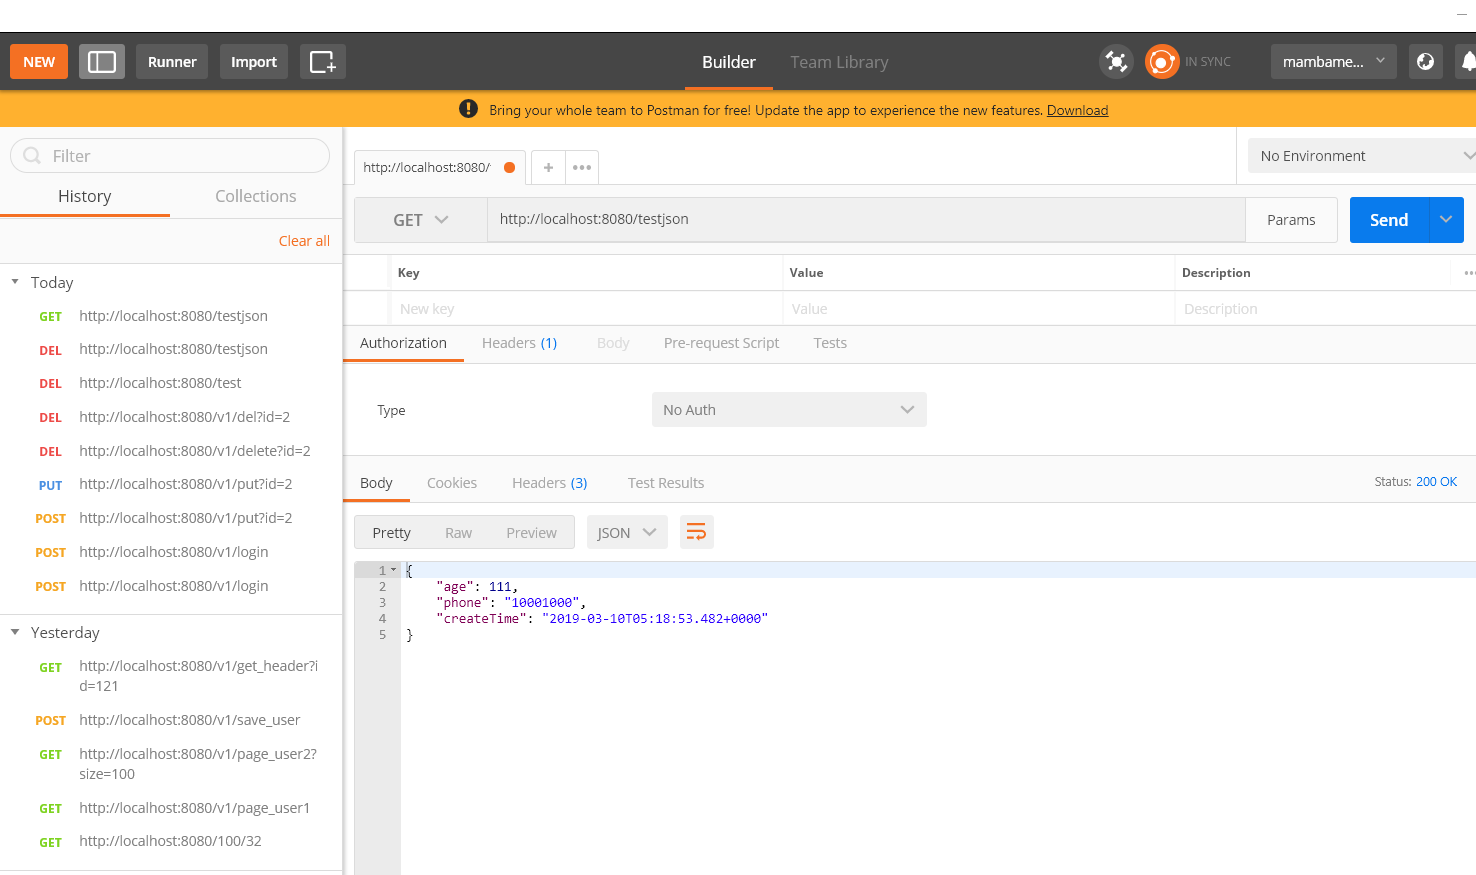 NEW Runner Import Builder Team Library IN SYNC mambame...
Bring your whole team to Postman for free! Update the app to experience the new features. Download
Filter
History Collections
Clear all
Today
GET http://localhost:8080/testjson
DEL http://localhost:8080/testjson
DEL http://localhost:8080/test
DEL http://localhost:8080/v1/del?id=2
DEL http://localhost:8080/v1/delete?id=2
PUT http://localhost:8080/v1/put?id=2
POST http://localhost:8080/v1/put?id=2
POST http://localhost:8080/v1/login
POST http://localhost:8080/v1/login
Yesterday
GET http://localhost:8080/v1/get_header?i
d=121
POST http://localhost:8080/v1/save_user
GET http://localhost:8080/v1/page_user2?
size=100
GET http://localhost:8080/v1/page_user1
GET http://localhost:8080/100/32
http://localhost:8080/ + ••• No Environment
GET http://localhost:8080/testjson Params Send
Key Value Description
New key Value Description
Authorization Headers (1) Body Pre-request Script Tests
Type No Auth
Body Cookies Headers (3) Test Results Status: 200 OK
Pretty Raw Preview JSON
1 {
2 "age": 111,
3 "phone": "10001000",
4 "createTime": "2019-03-10T05:18:53.482+0000"
5 }